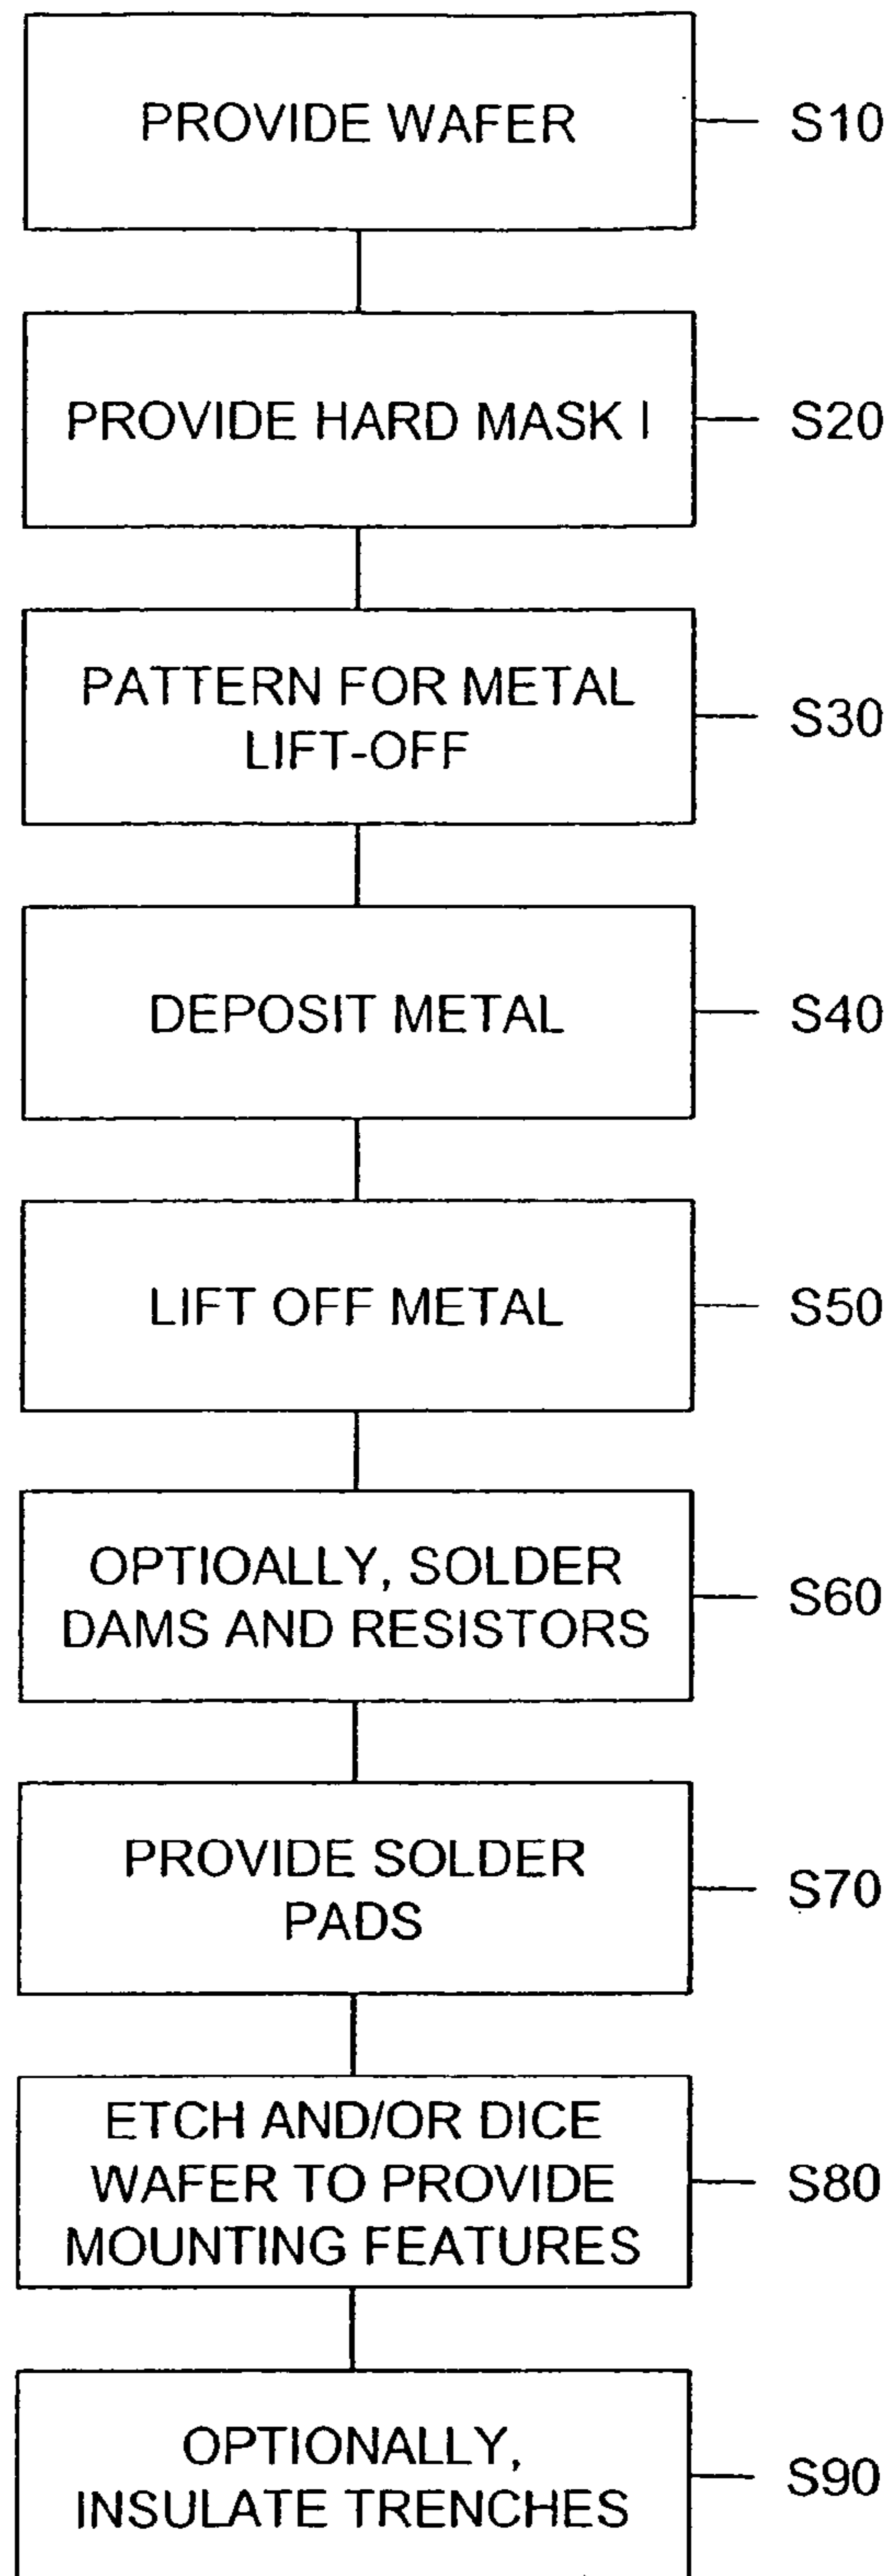 PROVIDE WAFER
S10
PROVIDE HARD MASK I
S20
PATTERN FOR METAL
LIFT-OFF
S30
DEPOSIT METAL
S40
LIFT OFF METAL
S50
OPTIOALLY, SOLDER
DAMS AND RESISTORS
S60
PROVIDE SOLDER
PADS
S70
ETCH AND/OR DICE
WAFER TO PROVIDE
MOUNTING FEATURES
S80
OPTIONALLY,
INSULATE TRENCHES
S90